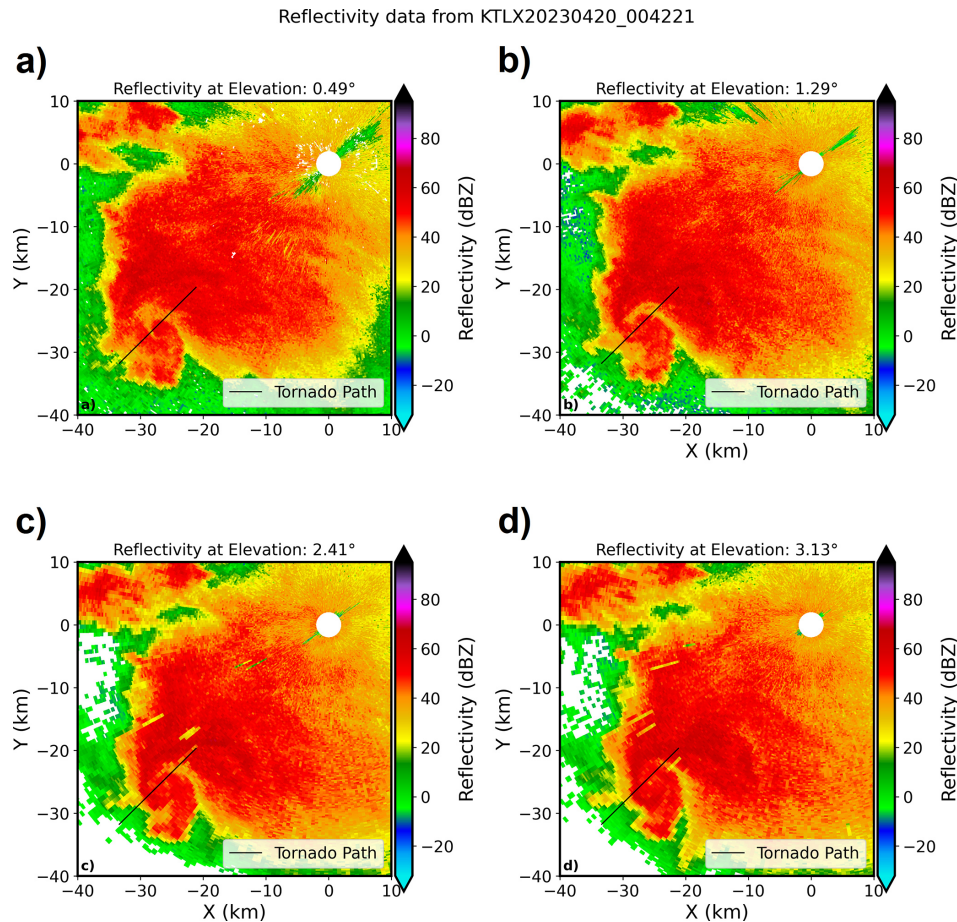 Reflectivity data from KTLX20230420_004221
a)
Reflectivity at Elevation: 0.49°
10
0
−10
−20
−30
−40
Y (km)
−40 −30 −20 −10 0 10
a)
Tornado Path
80
60
40
20
0
−20
Reflectivity (dBZ)
b)
Reflectivity at Elevation: 1.29°
10
0
−10
−20
−30
−40
Y (km)
−40 −30 −20 −10 0 10
X (km)
b)
Tornado Path
80
60
40
20
0
−20
Reflectivity (dBZ)
c)
Reflectivity at Elevation: 2.41°
10
0
−10
−20
−30
−40
Y (km)
−40 −30 −20 −10 0 10
X (km)
c)
Tornado Path
80
60
40
20
0
−20
Reflectivity (dBZ)
d)
Reflectivity at Elevation: 3.13°
10
0
−10
−20
−30
−40
Y (km)
−40 −30 −20 −10 0 10
X (km)
d)
Tornado Path
80
60
40
20
0
−20
Reflectivity (dBZ)